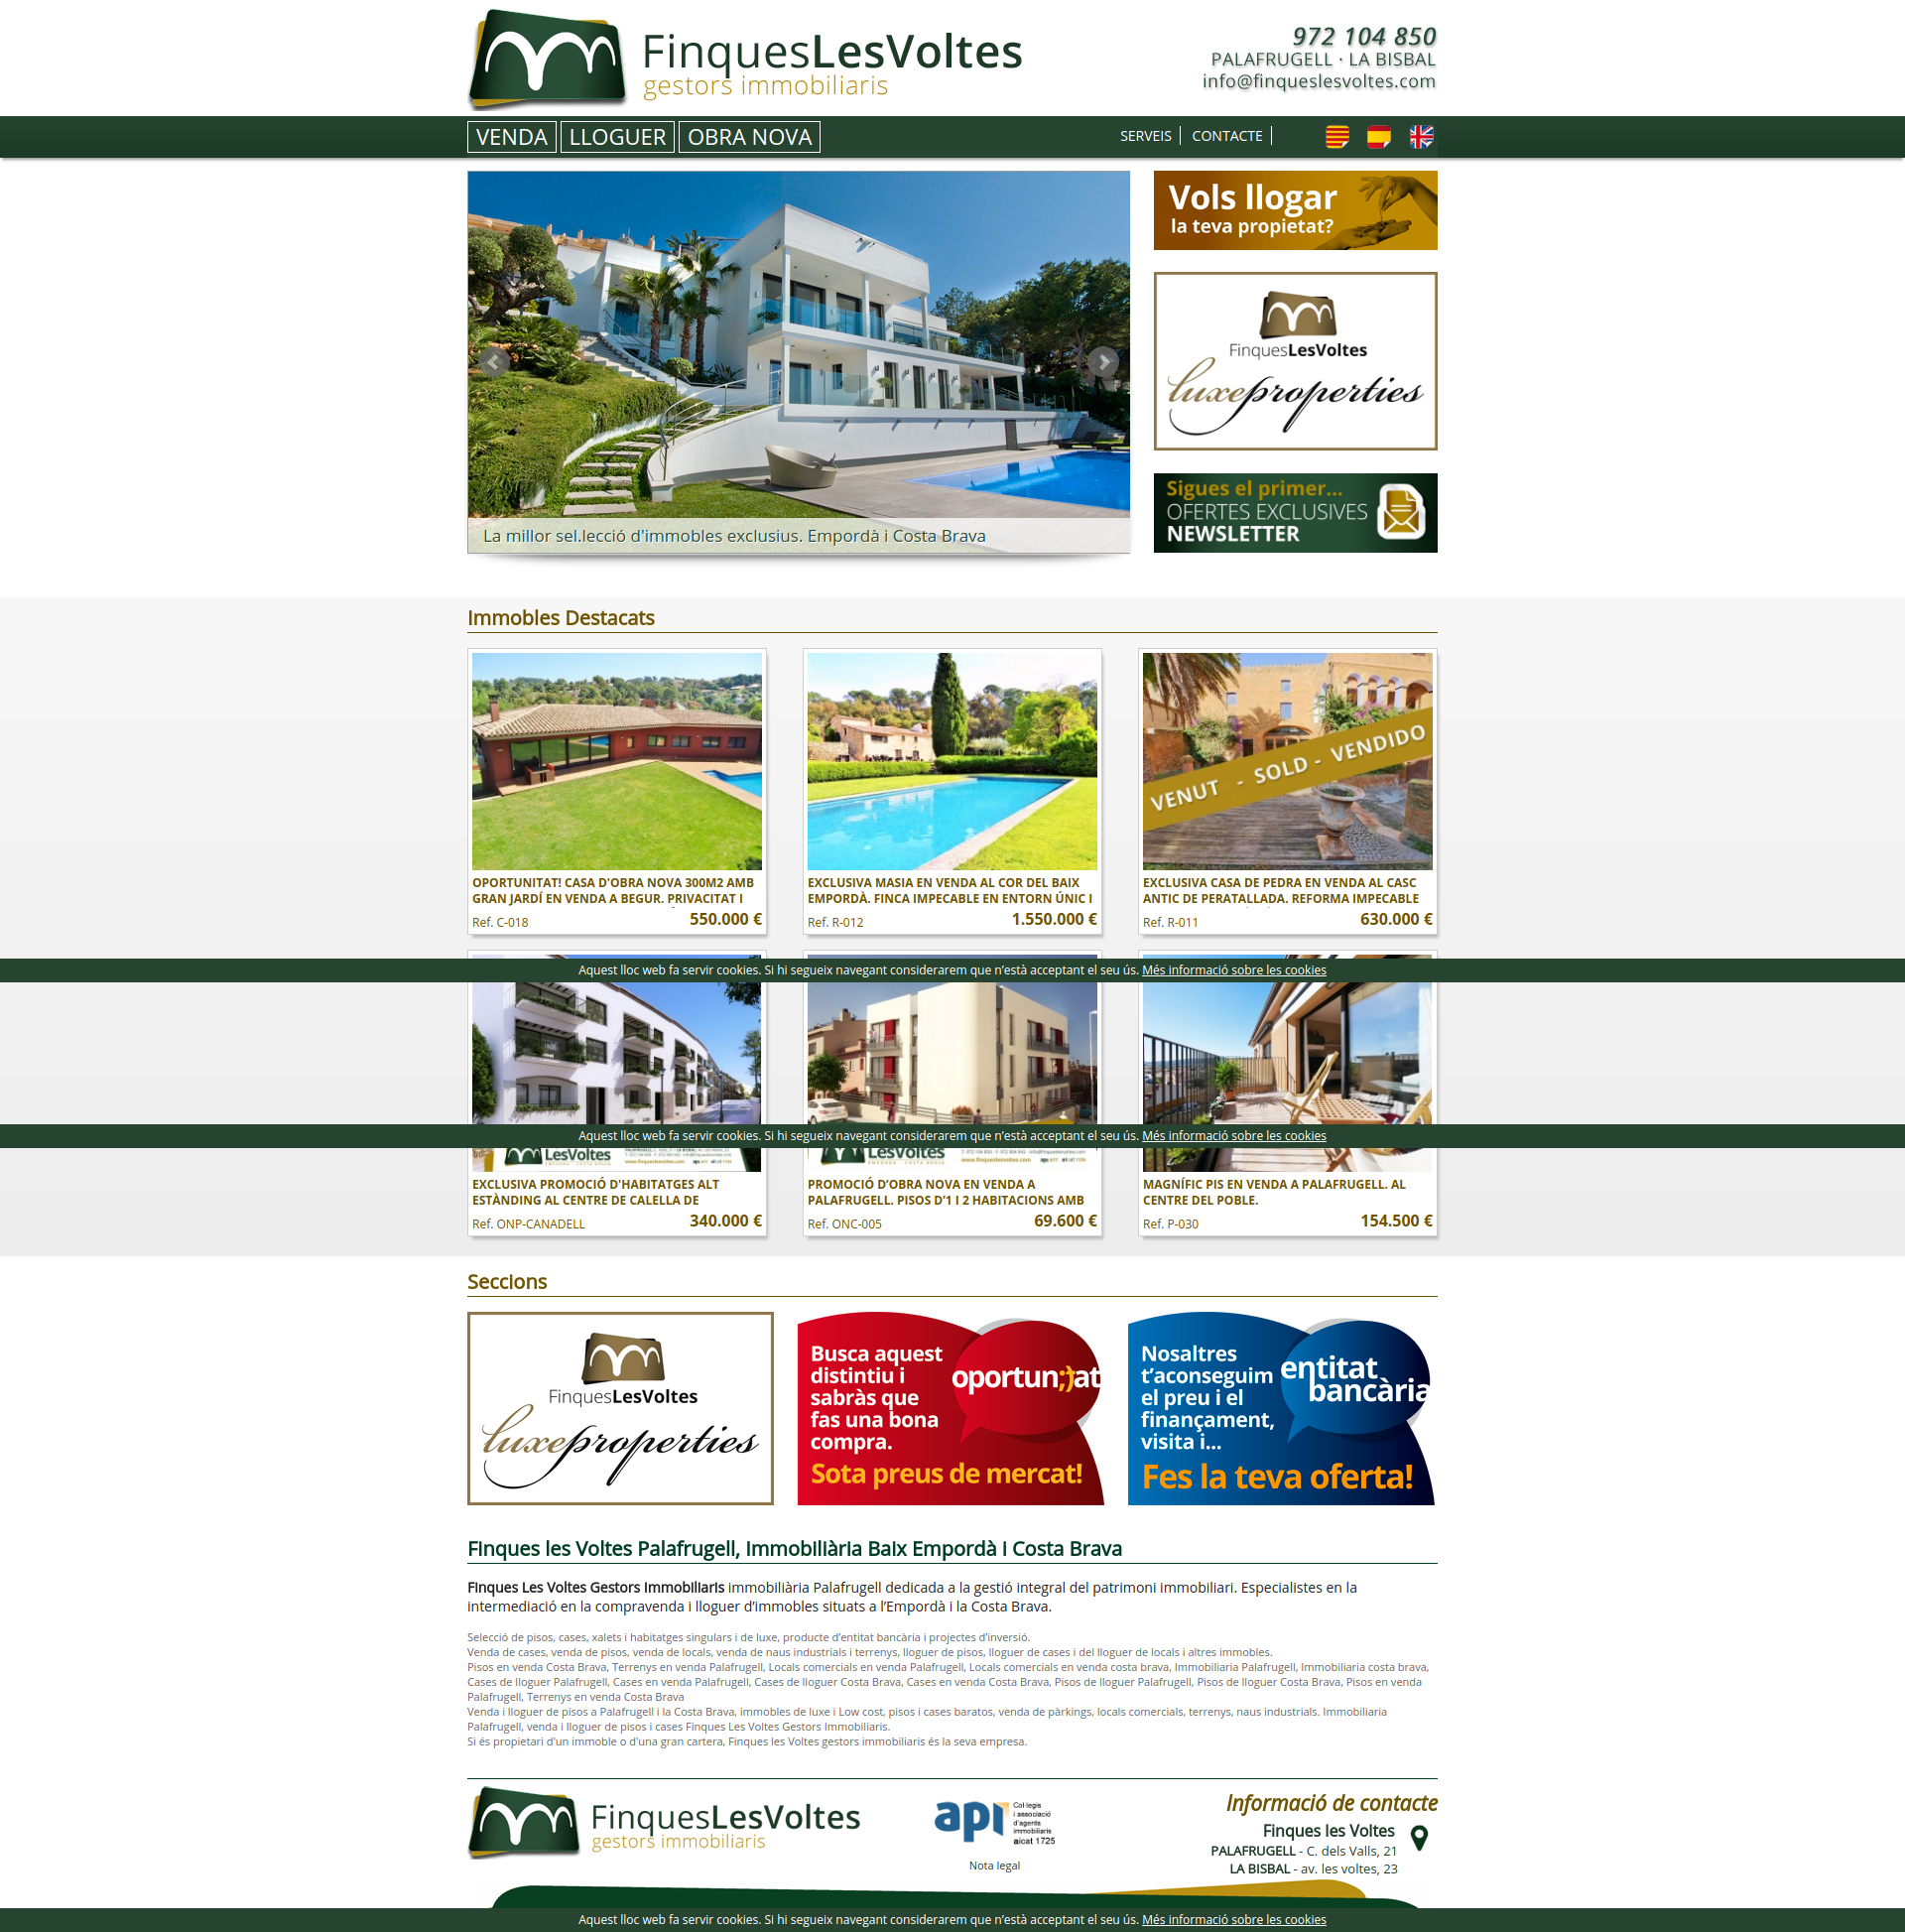 FinquesLesVoltes
gestors immobiliaris
972 104 850
PALAFRUGELL · LA BISBAL
info@finqueslesvoltes.com
VENDA
LLOGUER
OBRA NOVA
SERVEIS
CONTACTE
La millor sel.lecció d'immobles exclusius. Empordà i Costa Brava
Vols llogar
la teva propietat?
FinquesLesVoltes
luxeproperties
Sigues el primer...
OFERTES EXCLUSIVES
NEWSLETTER
Immobles Destacats
VENUT - SOLD - VENDIDO
OPORTUNITAT! CASA D'OBRA NOVA 300M2 AMB
GRAN JARDÍ EN VENDA A BEGUR. PRIVACITAT I
Ref. C-018
550.000 €
EXCLUSIVA MASIA EN VENDA AL COR DEL BAIX
EMPORDÀ. FINCA IMPECABLE EN ENTORN ÚNIC I
Ref. R-012
1.550.000 €
EXCLUSIVA CASA DE PEDRA EN VENDA AL CASC
ANTIC DE PERATALLADA. REFORMA IMPECABLE
Ref. R-011
630.000 €
Aquest lloc web fa servir cookies. Si hi segueix navegant considerarem que n’està acceptant el seu ús. Més informació sobre les cookies
Aquest lloc web fa servir cookies. Si hi segueix navegant considerarem que n’està acceptant el seu ús. Més informació sobre les cookies
LesVoltes
LesVoltes
EXCLUSIVA PROMOCIÓ D'HABITATGES ALT
ESTÀNDING AL CENTRE DE CALELLA DE
Ref. ONP-CANADELL
340.000 €
PROMOCIÓ D’OBRA NOVA EN VENDA A
PALAFRUGELL. PISOS D’1 I 2 HABITACIONS AMB
Ref. ONC-005
69.600 €
MAGNÍFIC PIS EN VENDA A PALAFRUGELL. AL
CENTRE DEL POBLE.
Ref. P-030
154.500 €
Seccions
FinquesLesVoltes
luxeproperties
Busca aquest
distintiu i
sabràs que
fas una bona
compra.
oportun;)at
Sota preus de mercat!
Nosaltres
t’aconseguim
el preu i el
finançament,
visita i...
entitat
bancària
Fes la teva oferta!
Finques les Voltes Palafrugell, Immobiliària Baix Empordà i Costa Brava
Finques Les Voltes Gestors Immobiliaris immobiliària Palafrugell dedicada a la gestió integral del patrimoni immobiliari. Especialistes en la
intermediació en la compravenda i lloguer d’immobles situats a l’Empordà i la Costa Brava.
Selecció de pisos, cases, xalets i habitatges singulars i de luxe, producte d’entitat bancària i projectes d’inversió.
Venda de cases, venda de pisos, venda de locals, venda de naus industrials i terrenys, lloguer de pisos, lloguer de cases i del lloguer de locals i altres immobles.
Pisos en venda Costa Brava, Terrenys en venda Palafrugell, Locals comercials en venda Palafrugell, Locals comercials en venda costa brava, Immobiliaria Palafrugell, Immobiliaria costa brava,
Cases de lloguer Palafrugell, Cases en venda Palafrugell, Cases de lloguer Costa Brava, Cases en venda Costa Brava, Pisos de lloguer Palafrugell, Pisos de lloguer Costa Brava, Pisos en venda
Palafrugell, Terrenys en venda Costa Brava
Venda i lloguer de pisos a Palafrugell i la Costa Brava, immobles de luxe i Low cost, pisos i cases baratos, venda de pàrkings, locals comercials, terrenys, naus industrials. Immobiliaria
Palafrugell, venda i lloguer de pisos i cases Finques Les Voltes Gestors Immobiliaris.
Si és propietari d'un immoble o d'una gran cartera, Finques les Voltes gestors immobiliaris és la seva empresa.
FinquesLesVoltes
gestors immobiliaris
api
Col·legis
i associació
d'agents
immobiliaris
aicat 1725
Nota legal
Informació de contacte
Finques les Voltes
PALAFRUGELL - C. dels Valls, 21
LA BISBAL - av. les voltes, 23
Aquest lloc web fa servir cookies. Si hi segueix navegant considerarem que n’està acceptant el seu ús. Més informació sobre les cookies